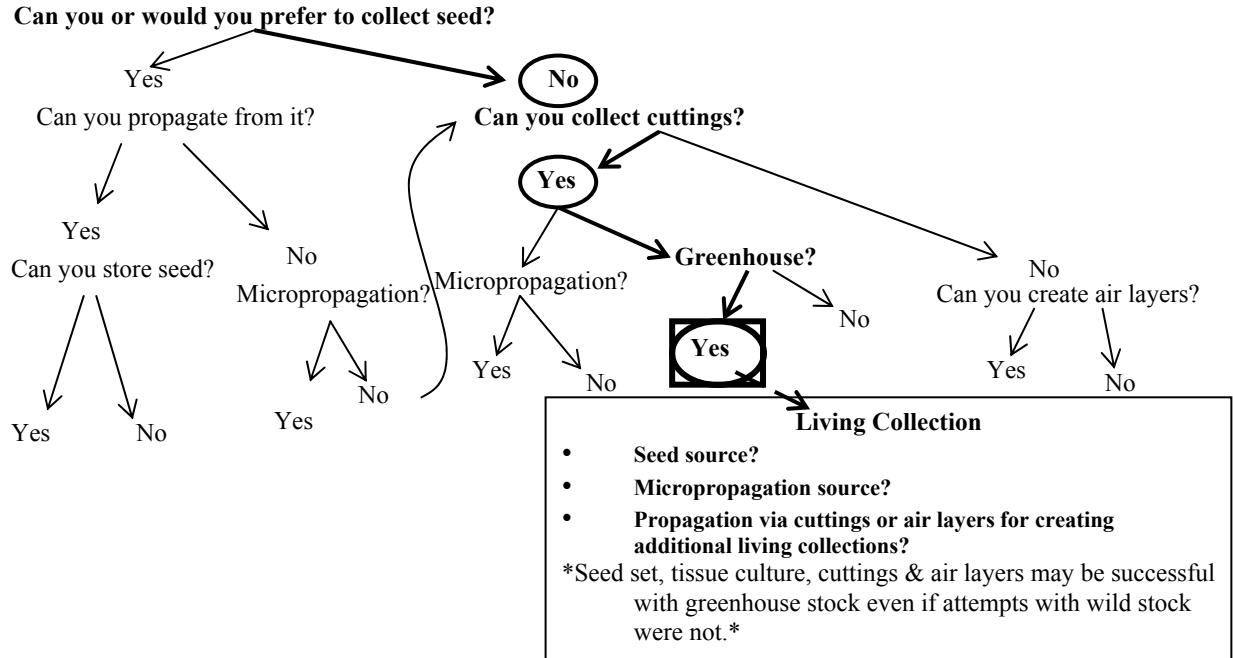 Can you or would you prefer to collect seed?
Yes
No
Can you propagate from it?
Can you collect cuttings?
Yes
Yes
No
Can you store seed?
Micropropagation?
Micropropagation?
Greenhouse?
No
Can you create air layers?
Yes
No
Yes
No
Yes
No
Yes
No
Yes
No
Living Collection
• Seed source?
• Micropropagation source?
• Propagation via cuttings or air layers for creating
additional living collections?
*Seed set, tissue culture, cuttings & air layers may be successful
with greenhouse stock even if attempts with wild stock
were not.*